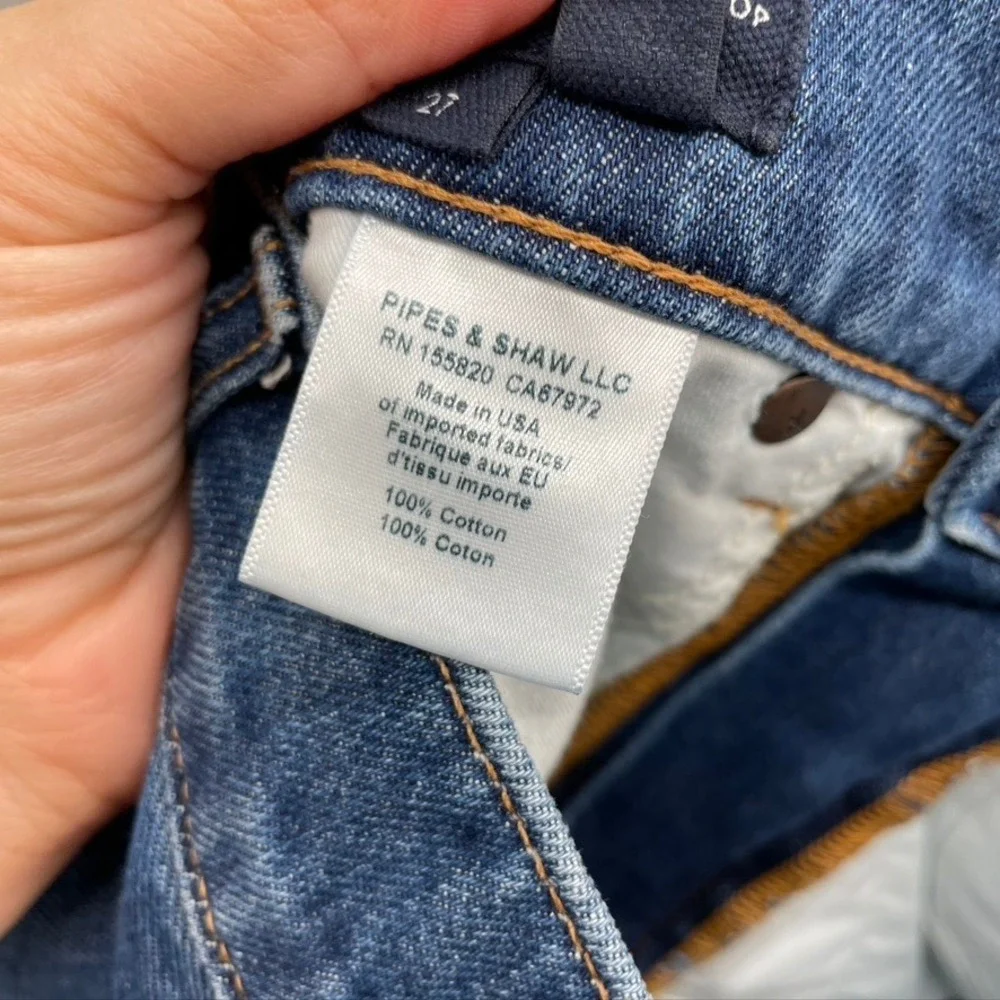 27
PIPES & SHAW LLC
RN 155820 CA67972
Made in USA
of imported fabrics/
Fabrique aux EU
d'tissu importe
100% Cotton
100% Coton